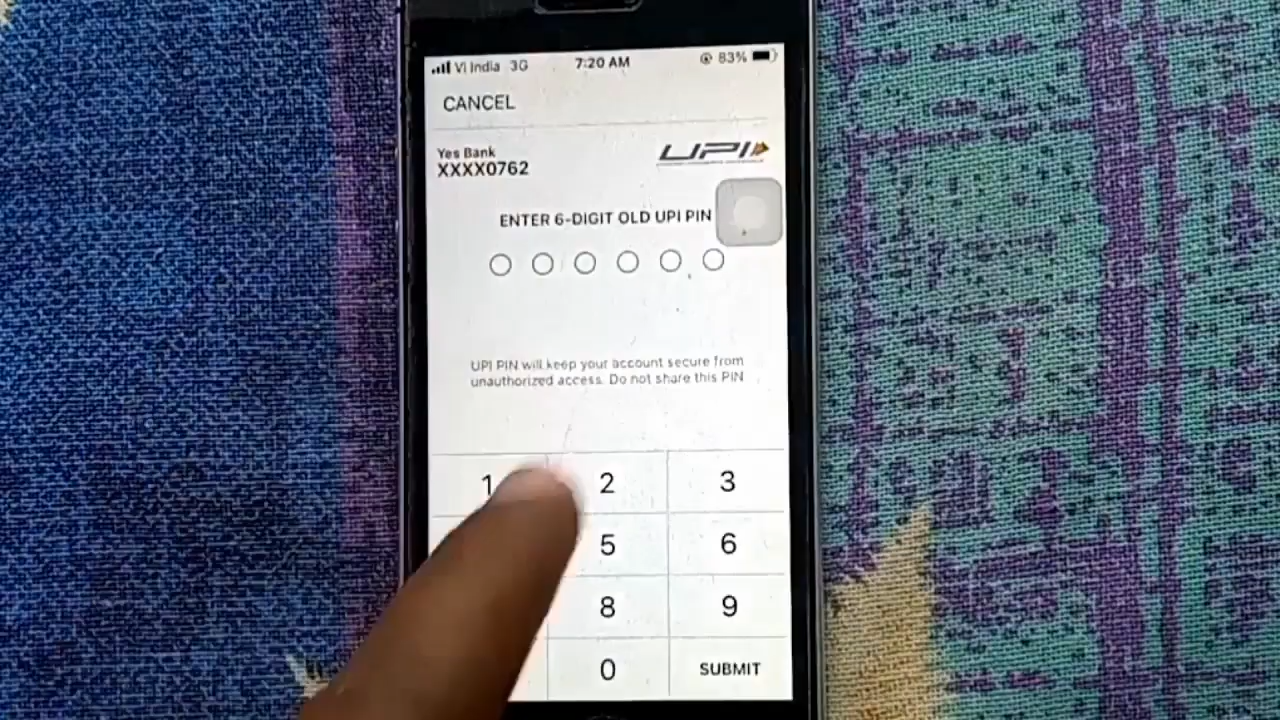 Vi India 3G 7:20 AM 83%
CANCEL
Yes Bank
XXXX0762
UPI
ENTER 6-DIGIT OLD UPI PIN
UPI PIN will keep your account secure from
unauthorized access. Do not share this PIN
1 2 3
5 6
8 9
0 SUBMIT